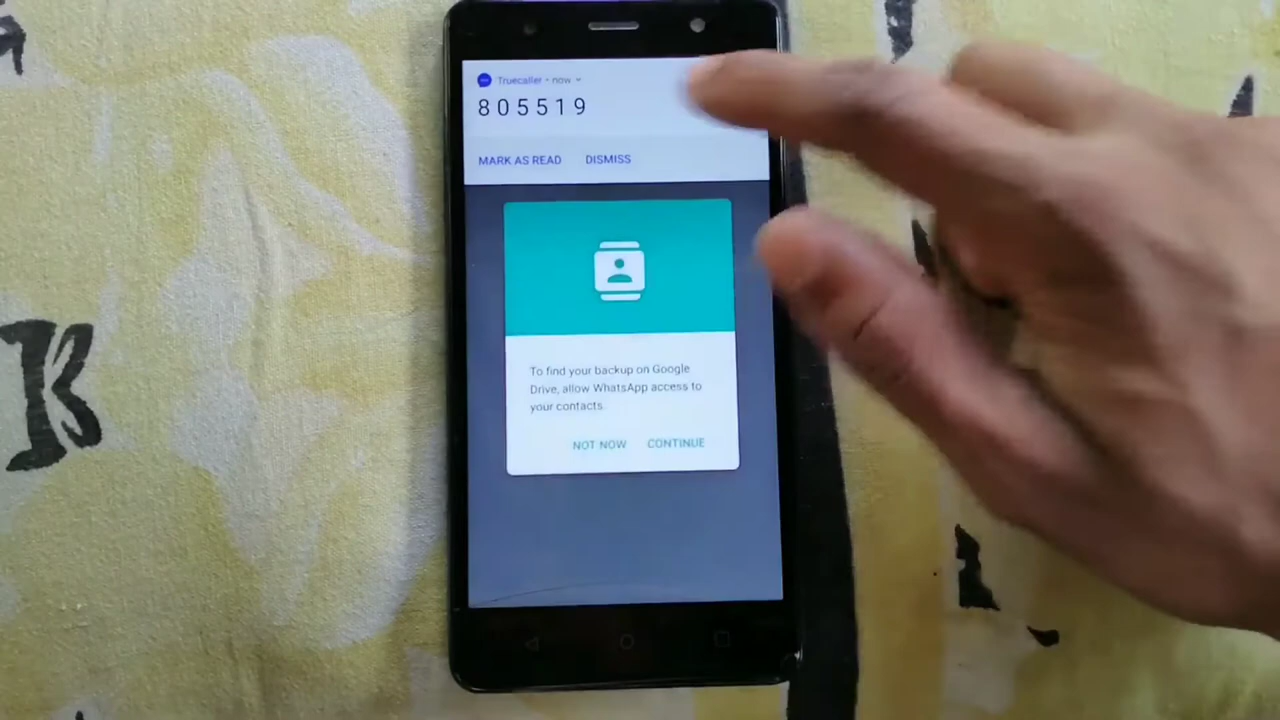 Truecaller • now
805519
MARK AS READ DISMISS
To find your backup on Google
Drive, allow WhatsApp access to
your contacts.
NOT NOW CONTINUE